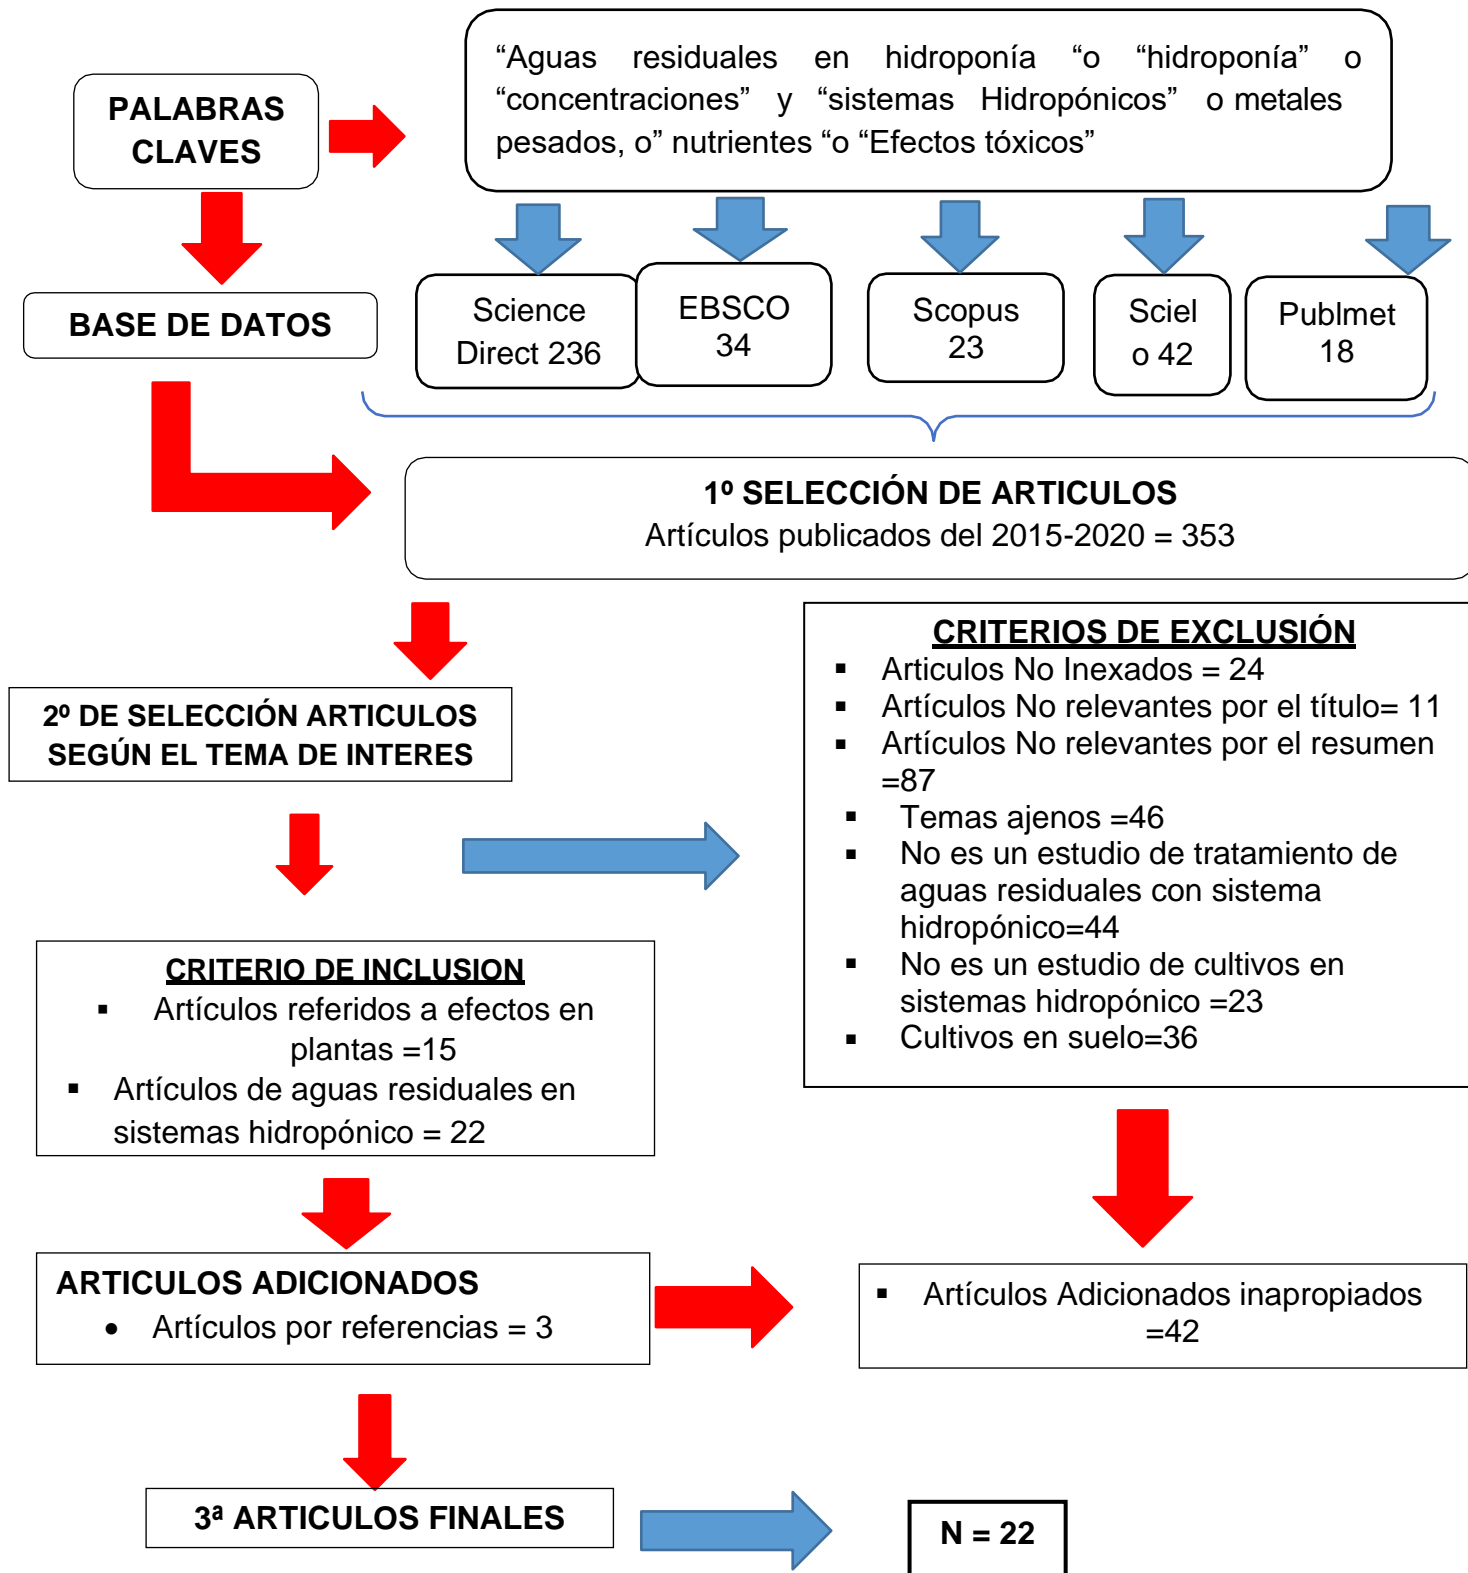 PALABRAS
CLAVES
“Aguas residuales en hidroponía “o “hidroponía” o
“concentraciones” y “sistemas Hidropónicos” o metales
pesados, o” nutrientes “o “Efectos tóxicos”
BASE DE DATOS
Science
Direct 236
EBSCO
34
Scopus
23
Sciel
o 42
Publmet
18
1º SELECCIÓN DE ARTICULOS
Artículos publicados del 2015-2020 = 353
2º DE SELECCIÓN ARTICULOS
SEGÚN EL TEMA DE INTERES
CRITERIOS DE EXCLUSIÓN
▪ Articulos No Inexados = 24
▪ Artículos No relevantes por el título= 11
▪ Artículos No relevantes por el resumen
=87
▪ Temas ajenos =46
▪ No es un estudio de tratamiento de
aguas residuales con sistema
hidropónico=44
▪ No es un estudio de cultivos en
sistemas hidropónico =23
▪ Cultivos en suelo=36
CRITERIO DE INCLUSION
▪ Artículos referidos a efectos en
plantas =15
▪ Artículos de aguas residuales en
sistemas hidropónico = 22
ARTICULOS ADICIONADOS
• Artículos por referencias = 3
▪ Artículos Adicionados inapropiados
=42
3ª ARTICULOS FINALES
N = 22